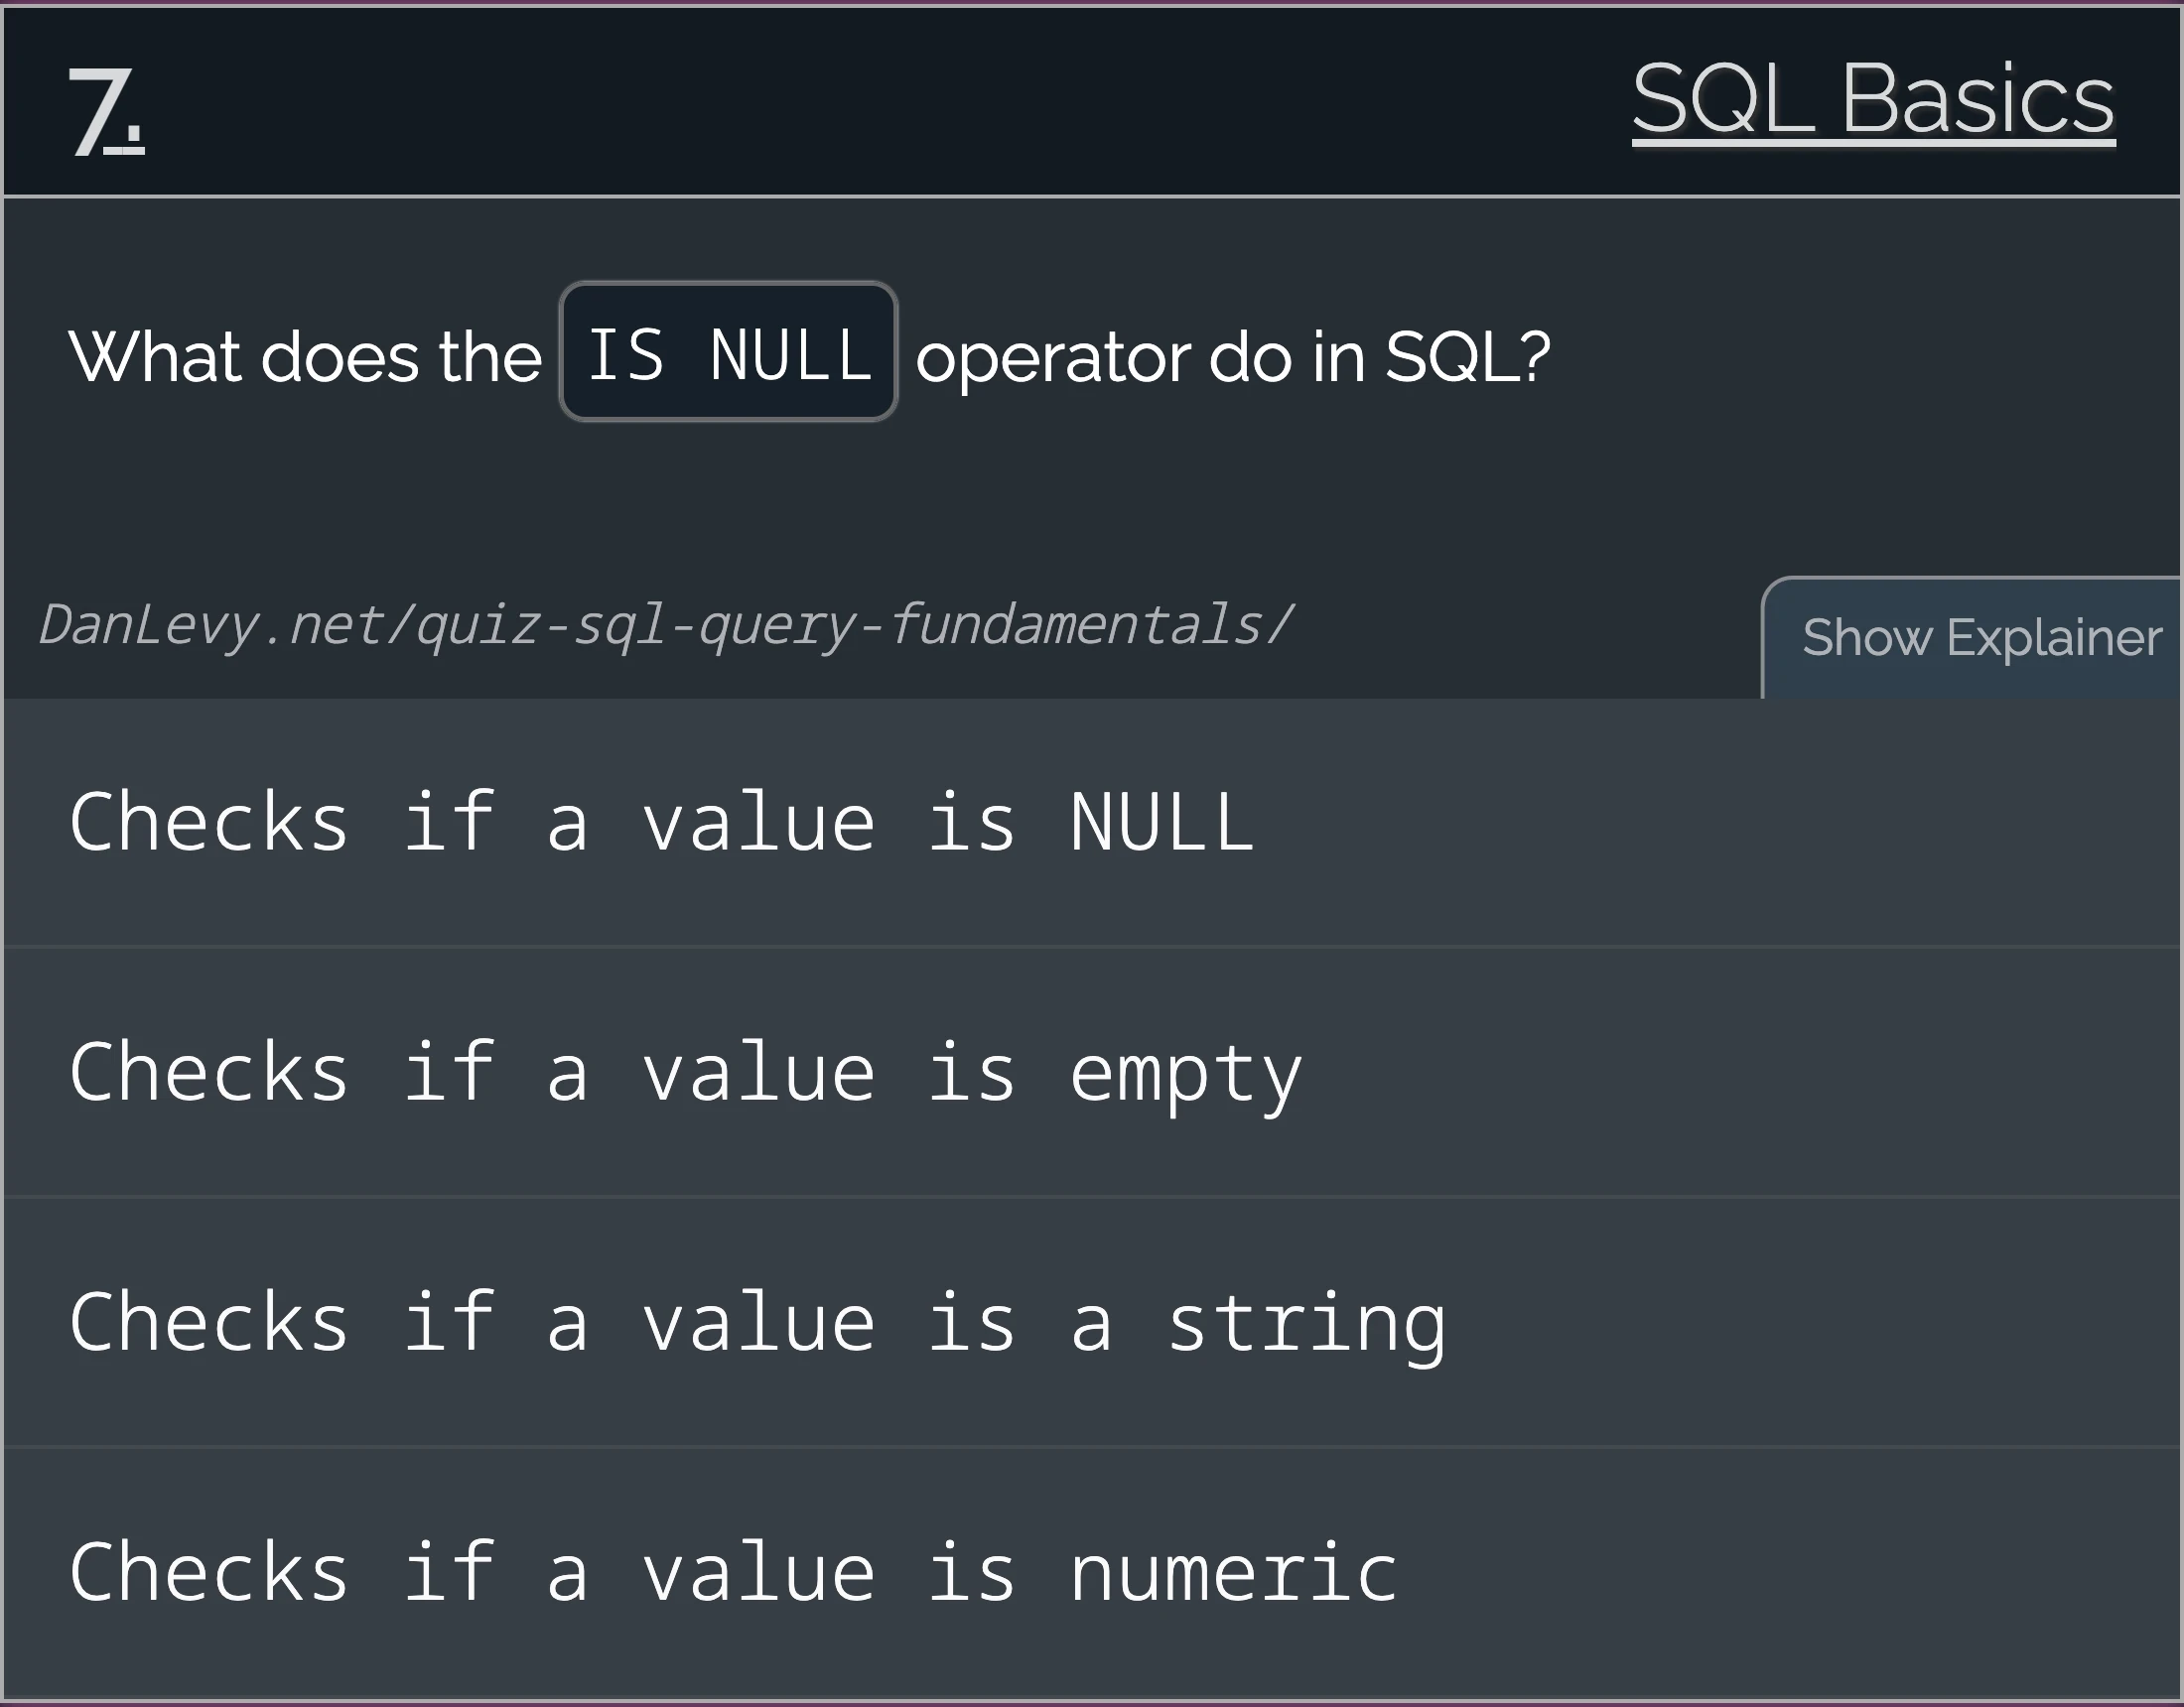 7.
SQL Basics
What does the IS NULL operator do in SQL?
DanLevy.net/quiz-sql-query-fundamentals/
Show Explainer
Checks if a value is NULL
Checks if a value is empty
Checks if a value is a string
Checks if a value is numeric